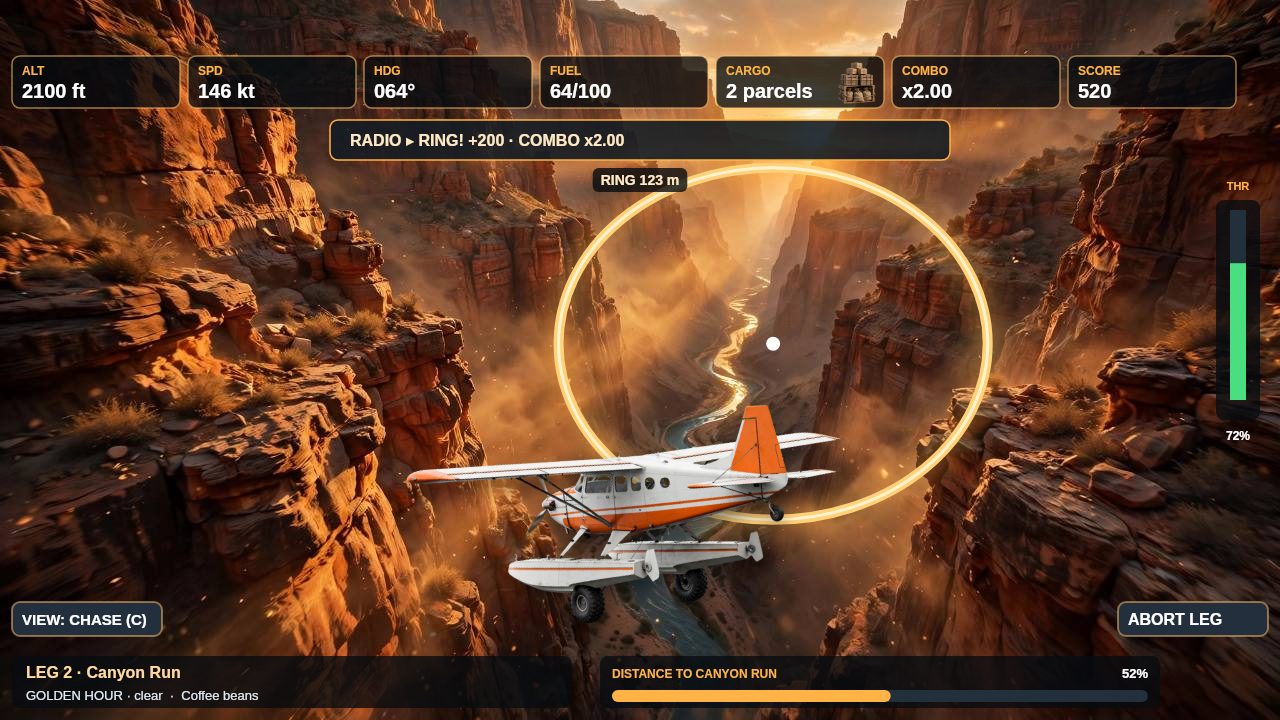 ALT
2100 ft
SPD
146 kt
HDG
064°
FUEL
64/100
CARGO
2 parcels
COMBO
x2.00
SCORE
520
RADIO ▸ RING! +200 · COMBO x2.00
RING 123 m
THR
72%
VIEW: CHASE (C)
ABORT LEG
LEG 2 · Canyon Run
GOLDEN HOUR · clear · Coffee beans
DISTANCE TO CANYON RUN
52%